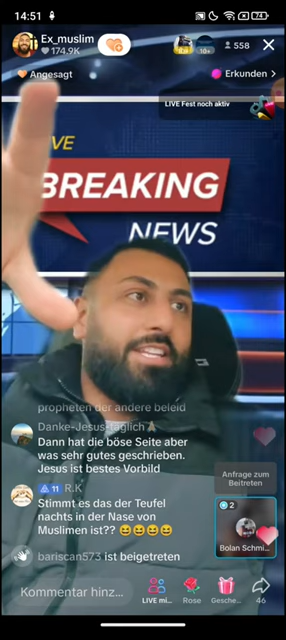 14:51
74
Ex_muslim
174.9K
10+
558
Angesagt
Erkunden
LIVE Fest noch aktiv
VE
BREAKING
NEWS
propheten der andere beleid
Danke-Jesus-täglich
Dann hat die böse Seite aber
was sehr gutes geschrieben.
Jesus ist bestes Vorbild
11 R.K
Stimmt es das der Teufel
nachts in der Nase von
Muslimen ist?? 😂😂😂😂
bariscan573 ist beigetreten
Anfrage zum
Beitreten
2
Bolan Schmi...
Kommentar hinz...
LIVE mi...
Rose
Gesche...
46